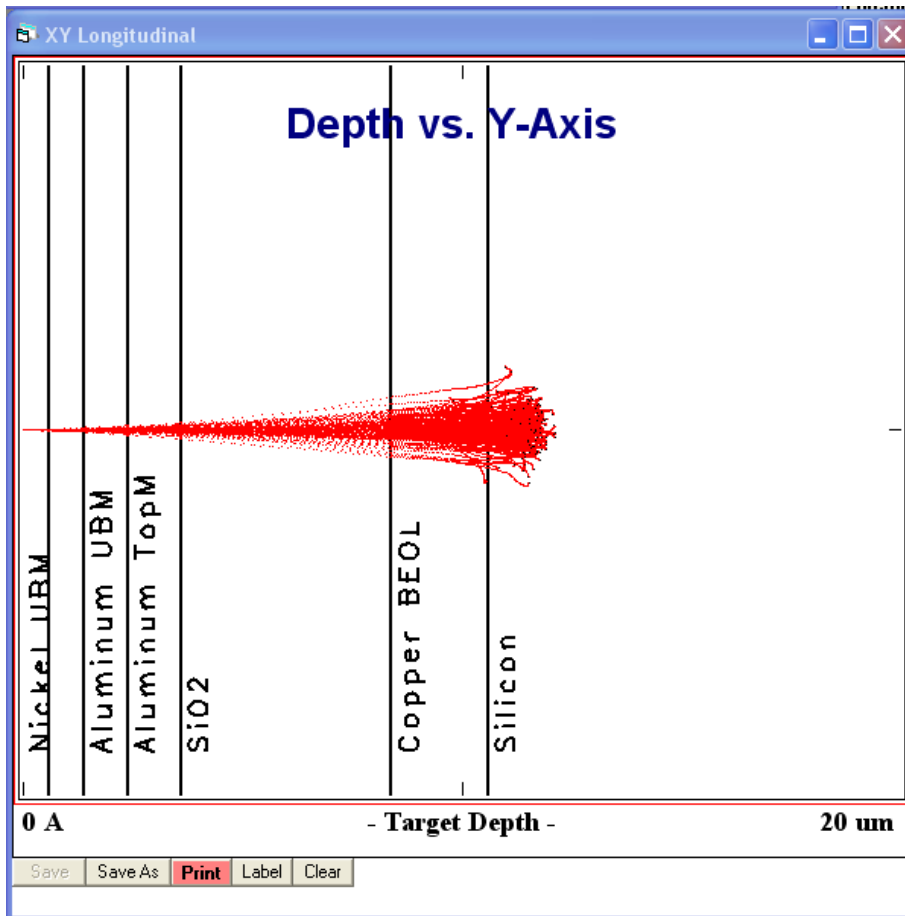 XY Longitudinal
Depth vs. Y-Axis
Nickel UBM
Aluminum UBM
Aluminum TopM
SiO2
Copper BEOL
Silicon
0 A
- Target Depth -
20 um
Save
Save As
Print
Label
Clear